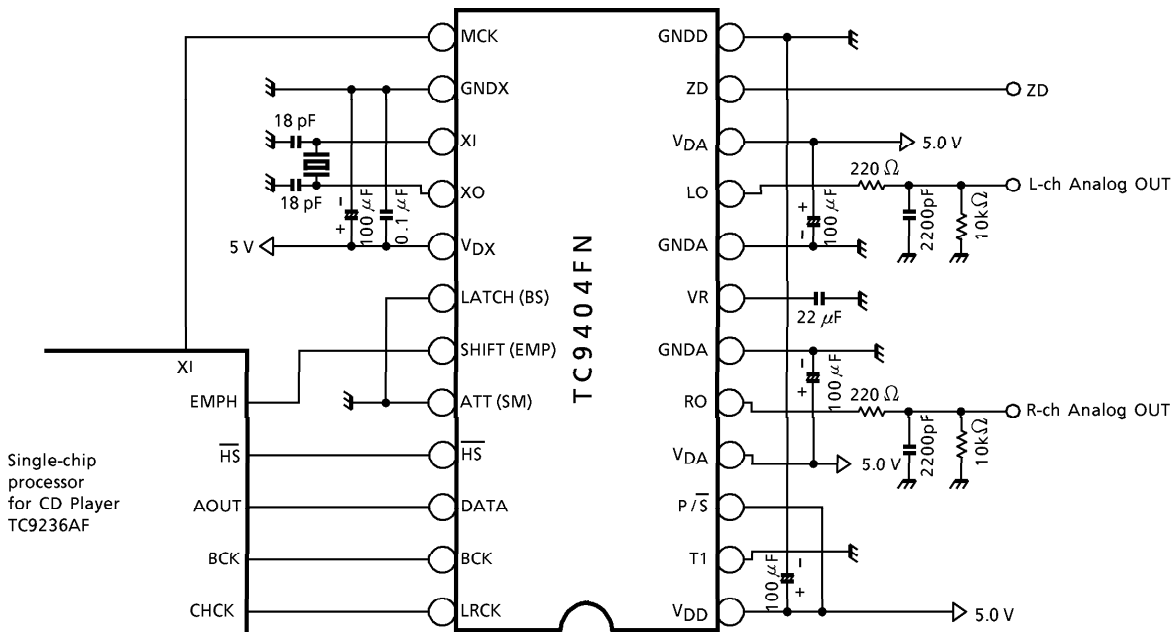 MCK
GNDX
XI
XO
VDX
LATCH (BS)
SHIFT (EMP)
ATT (SM)
HS
DATA
BCK
LRCK
TC9404FN
GNDD
ZD
VDA
LO
GNDA
VR
GNDA
RO
VDA
P/S
T1
VDD
18 pF
18 pF
- +
100 μF
0.1 μF
5 V
XI
EMPH
HS
AOUT
BCK
CHCK
Single-chip
processor
for CD Player
TC9236AF
ZD
5.0 V
220 Ω
L-ch Analog OUT
+ -
100 μF
2200pF
10kΩ
22 μF
- +
100 μF
220 Ω
R-ch Analog OUT
2200pF
10kΩ
5.0 V
100 μF
- +
5.0 V